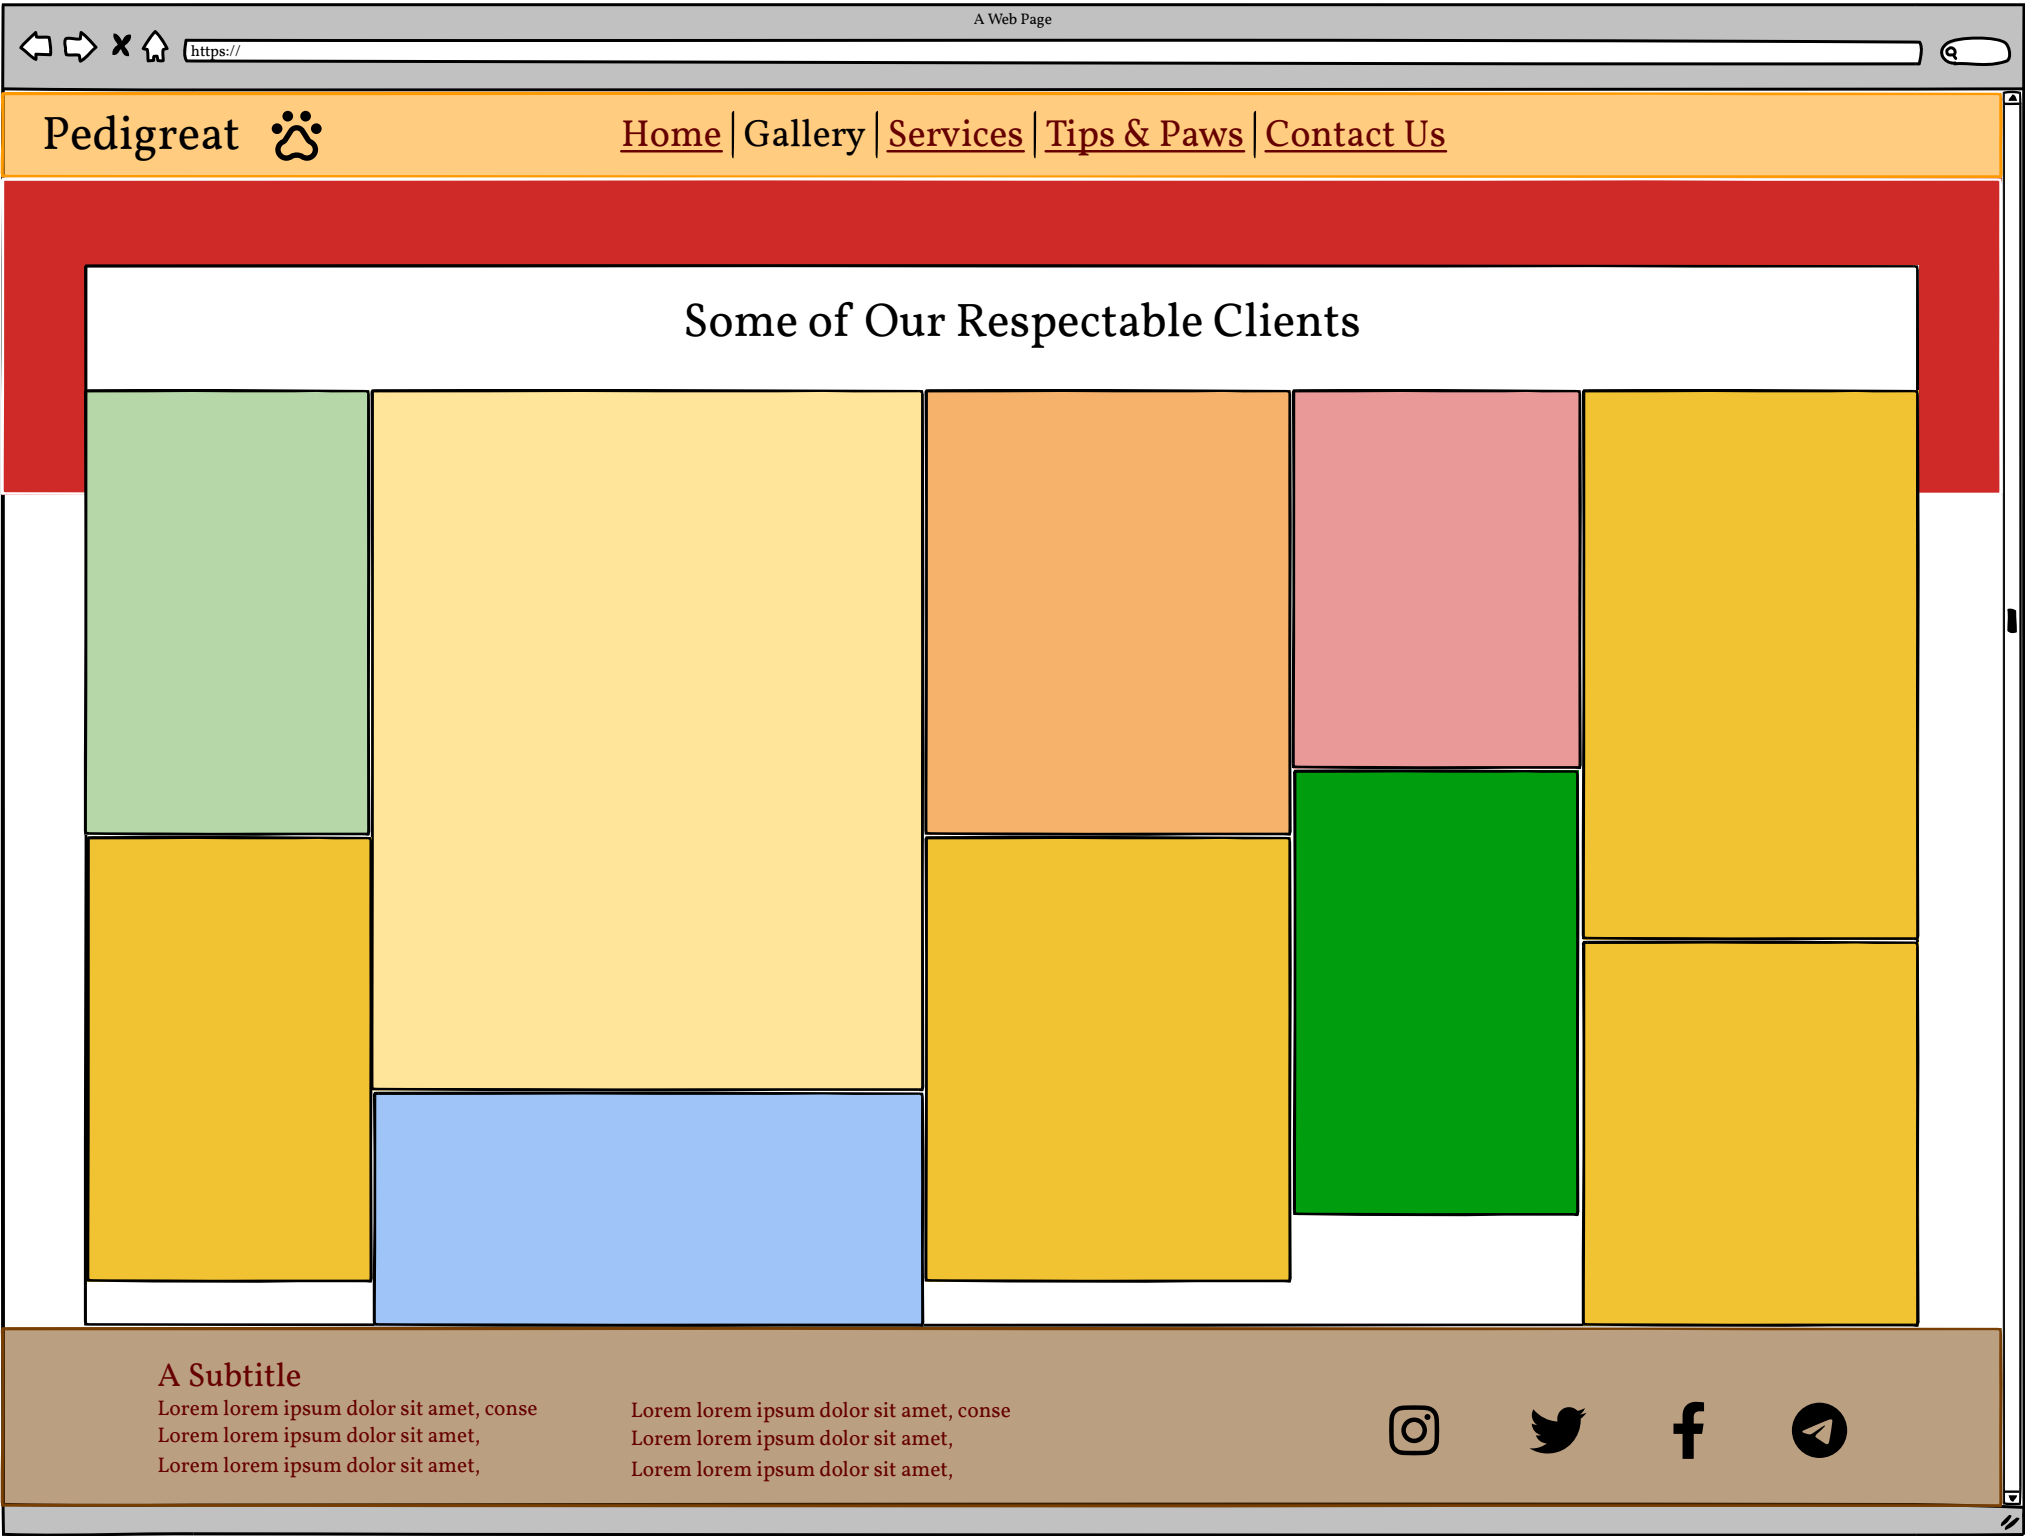 A Web Page
https://
Pedigreat
Home | Gallery | Services | Tips & Paws | Contact Us
Some of Our Respectable Clients
A Subtitle
Lorem lorem ipsum dolor sit amet, conse
Lorem lorem ipsum dolor sit amet,
Lorem lorem ipsum dolor sit amet,
Lorem lorem ipsum dolor sit amet, conse
Lorem lorem ipsum dolor sit amet,
Lorem lorem ipsum dolor sit amet,